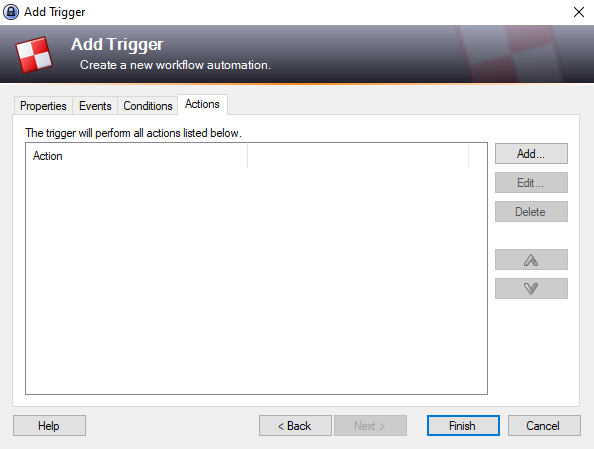 Add Trigger
Add Trigger
Create a new workflow automation.
Properties Events Conditions Actions
The trigger will perform all actions listed below.
Action
Add...
Edit...
Delete
Help < Back Next > Finish Cancel